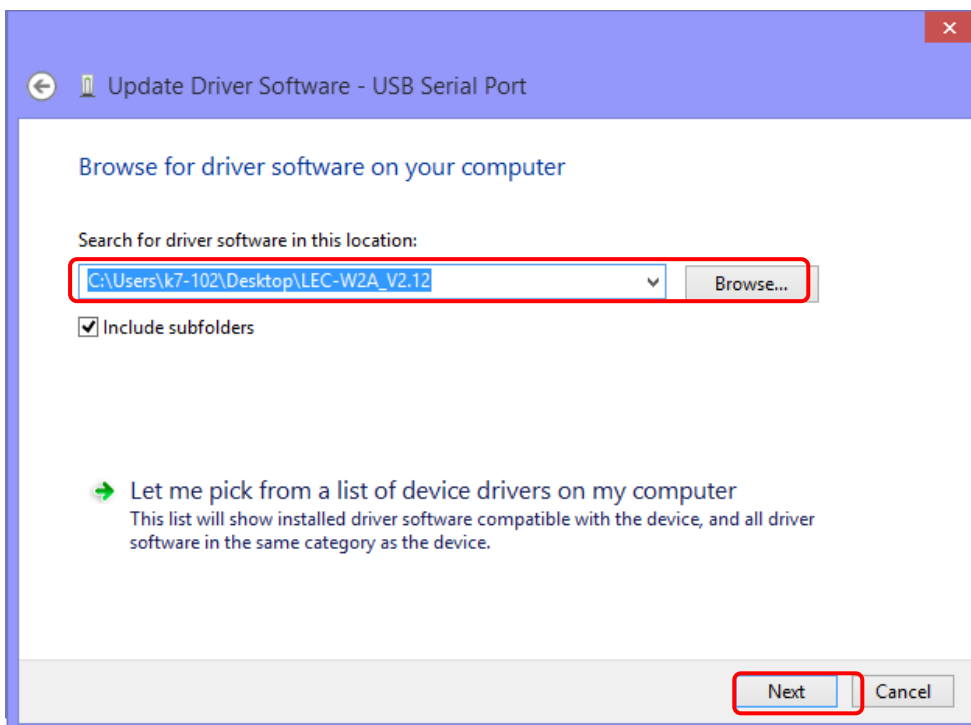 Update Driver Software - USB Serial Port
Browse for driver software on your computer
Search for driver software in this location:
C:\Users\k7-102\Desktop\LEC-W2A_V2.12
Browse...
Include subfolders
Let me pick from a list of device drivers on my computer
This list will show installed driver software compatible with the device, and all driver
software in the same category as the device.
Next
Cancel